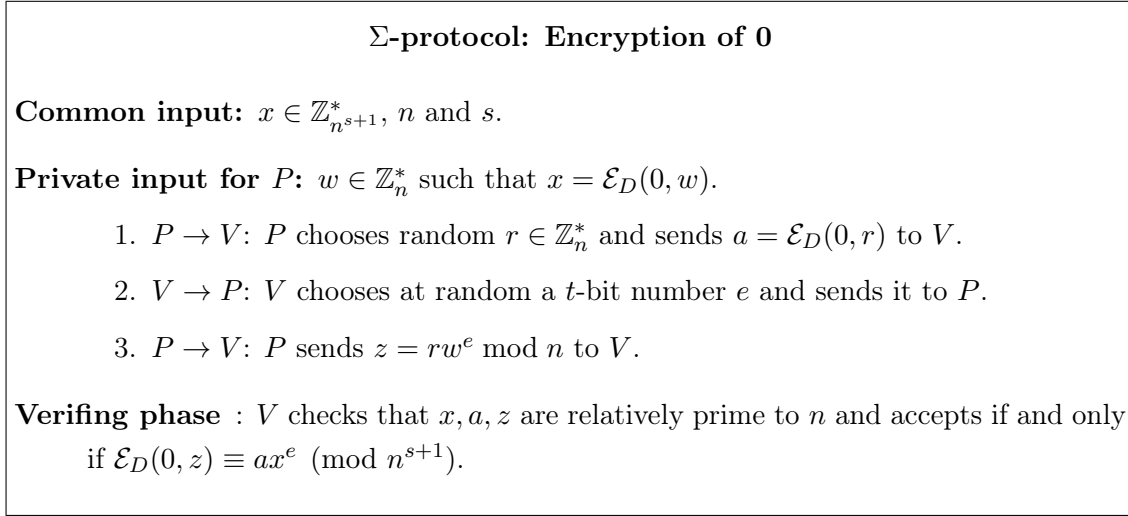 Σ-protocol: Encryption of 0
Common input: x ∈ ℤ*_{n^{s+1}}, n and s.
Private input for P: w ∈ ℤ*_n such that x = ℰ_D(0, w).
1. P → V: P chooses random r ∈ ℤ*_n and sends a = ℰ_D(0, r) to V.
2. V → P: V chooses at random a t-bit number e and sends it to P.
3. P → V: P sends z = rw^e mod n to V.
Verifing phase : V checks that x, a, z are relatively prime to n and accepts if and only
if ℰ_D(0, z) ≡ ax^e (mod n^{s+1}).